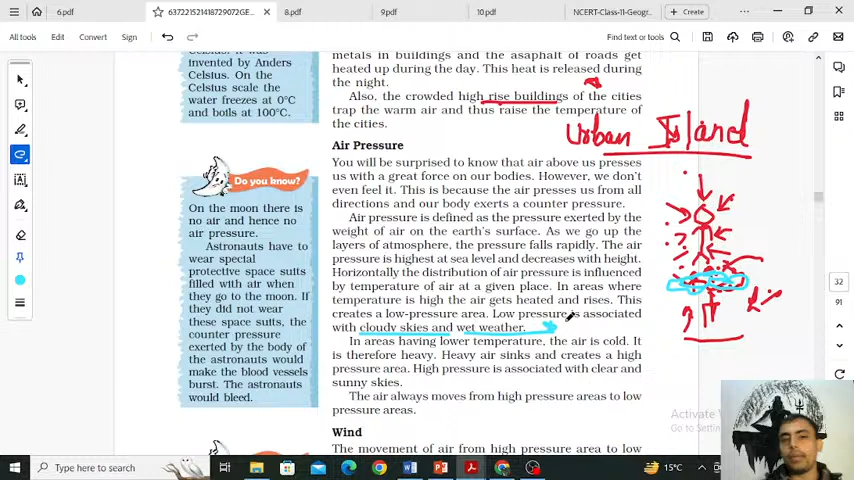 6.pdf
637221521418729072GE...
8.pdf
9.pdf
10.pdf
NCERT-Class-11-Geogr...
Create
All tools
Edit
Convert
Sign
Find text or tools
Celsius. It was
invented by Anders
Celsius. On the
Celsius scale the
water freezes at 0°C
and boils at 100°C.
metals in buildings and the asaphalt of roads get
heated up during the day. This heat is released during
the night.
Also, the crowded high rise buildings of the cities
trap the warm air and thus raise the temperature of
the cities.
Urban Island
Air Pressure
You will be surprised to know that air above us presses
us with a great force on our bodies. However, we don't
even feel it. This is because the air presses us from all
directions and our body exerts a counter pressure.
Air pressure is defined as the pressure exerted by the
weight of air on the earth's surface. As we go up the
layers of atmosphere, the pressure falls rapidly. The air
pressure is highest at sea level and decreases with height.
Horizontally the distribution of air pressure is influenced
by temperature of air at a given place. In areas where
temperature is high the air gets heated and rises. This
creates a low-pressure area. Low pressure is associated
with cloudy skies and wet weather.
In areas having lower temperature, the air is cold. It
is therefore heavy. Heavy air sinks and creates a high
pressure area. High pressure is associated with clear and
sunny skies.
The air always moves from high pressure areas to low
pressure areas.
Wind
The movement of air from high pressure area to low
Do you know?
On the moon there is
no air and hence no
air pressure.
Astronauts have to
wear special
protective space suits
filled with air when
they go to the moon. If
they did not wear
these space suits, the
counter pressure
exerted by the body of
the astronauts would
make the blood vessels
burst. The astronauts
would bleed.
32
91
Activate
Go to Setti
Type here to search
15°C